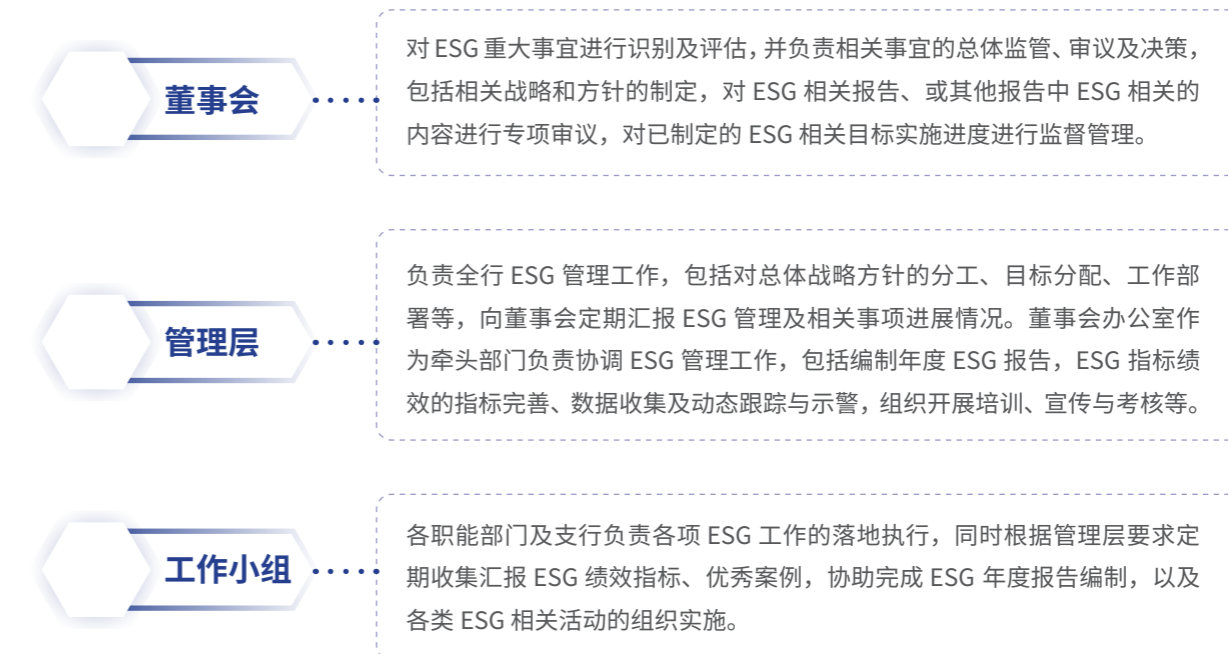 董事会
对 ESG 重大事宜进行识别及评估，并负责相关事宜的总体监管、审议及决策，
包括相关战略和方针的制定，对 ESG 相关报告、或其他报告中 ESG 相关的
内容进行专项审议，对已制定的 ESG 相关目标实施进度进行监督管理。
管理层
负责全行 ESG 管理工作，包括对总体战略方针的分工、目标分配、工作部
署等，向董事会定期汇报 ESG 管理及相关事项进展情况。董事会办公室作
为牵头部门负责协调 ESG 管理工作，包括编制年度 ESG 报告，ESG 指标绩
效的指标完善、数据收集及动态跟踪与示警，组织开展培训、宣传与考核等。
工作小组
各职能部门及支行负责各项 ESG 工作的落地执行，同时根据管理层要求定
期收集汇报 ESG 绩效指标、优秀案例，协助完成 ESG 年度报告编制，以及
各类 ESG 相关活动的组织实施。